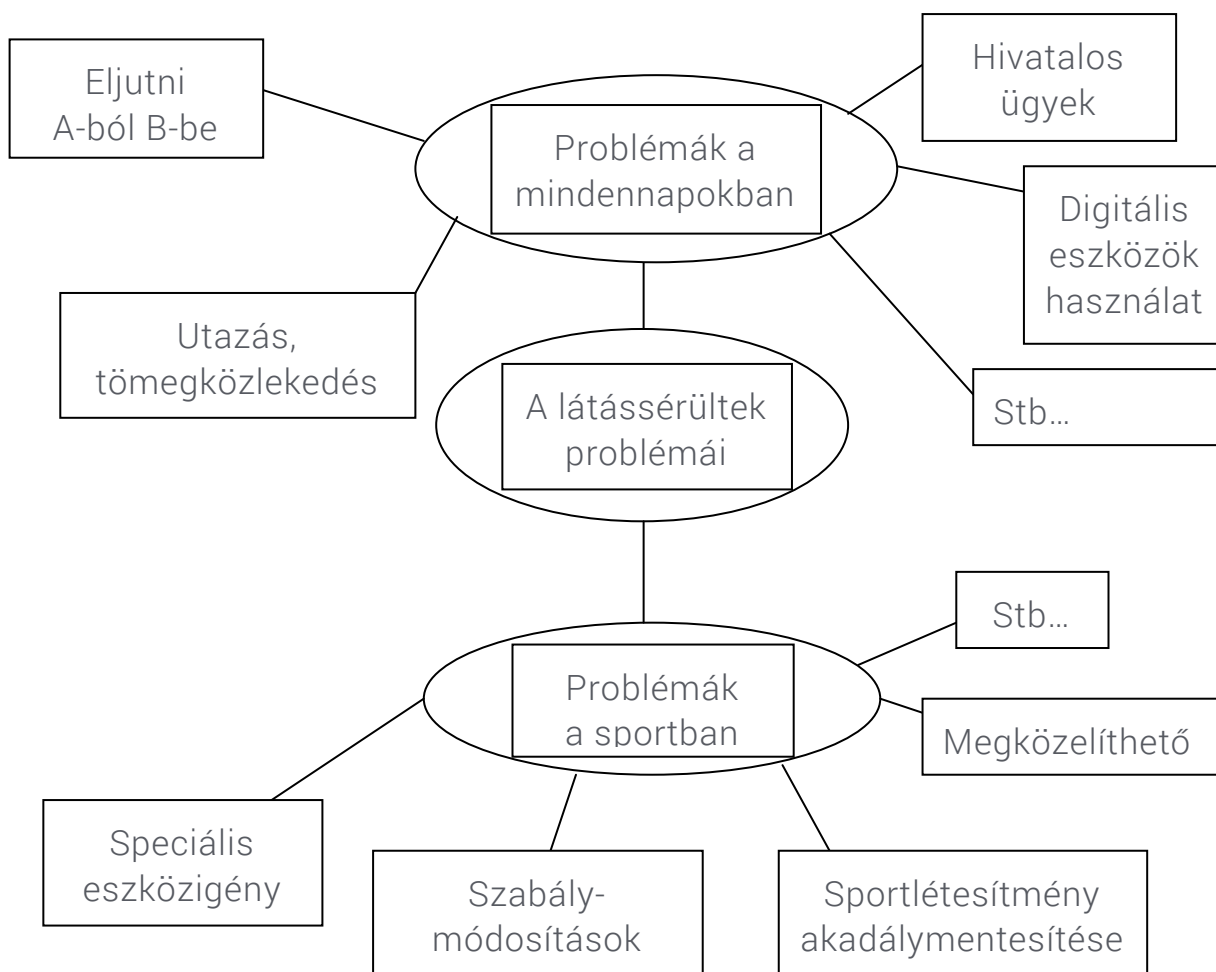 Eljutni
A-ból B-be
Hivatalos
ügyek
Problémák a
mindennapokban
Digitális
eszközök
használat
Utazás,
tömegközlekedés
A látássérültek
problémái
Stb...
Stb...
Problémák
a sportban
Megközelíthető
Speciális
eszközigény
Szabály-
módosítások
Sportlétesítmény
akadálymentesítése